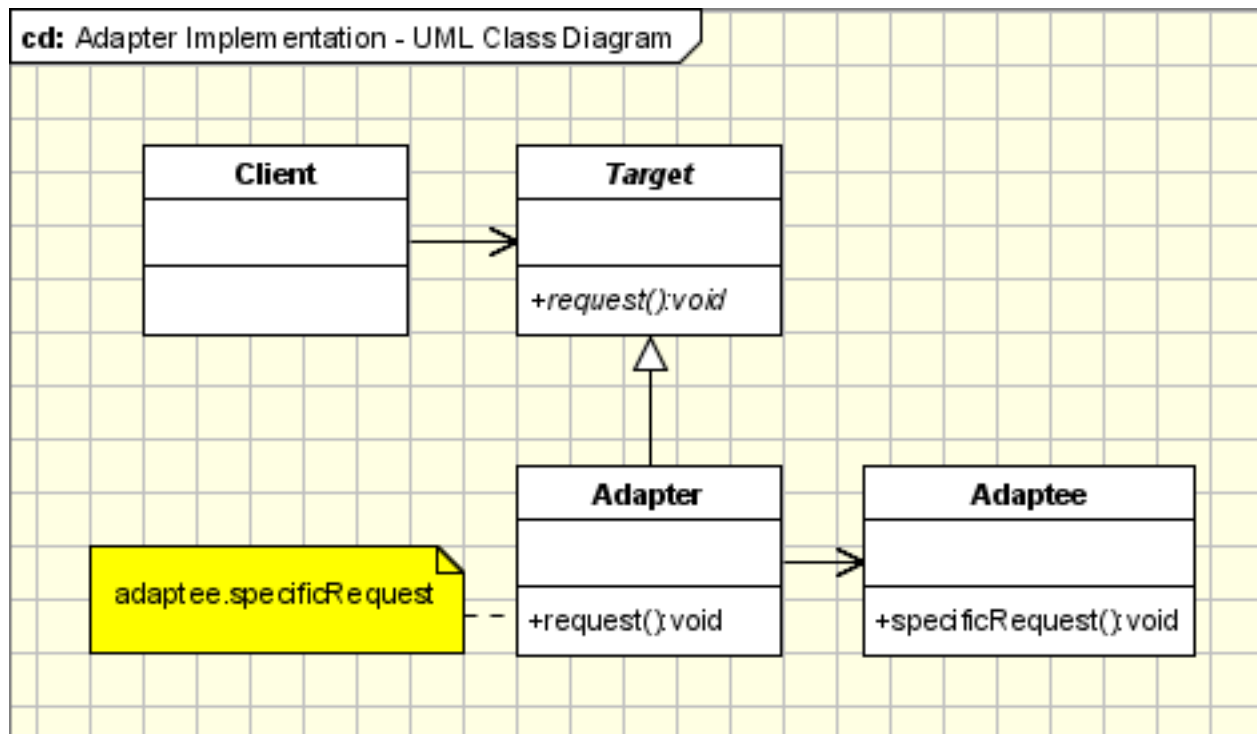 cd: Adapter Implementation - UML Class Diagram
Client
Target
+request():void
Adapter
Adaptee
adaptee.specificRequest
+request():void
+specificRequest():void